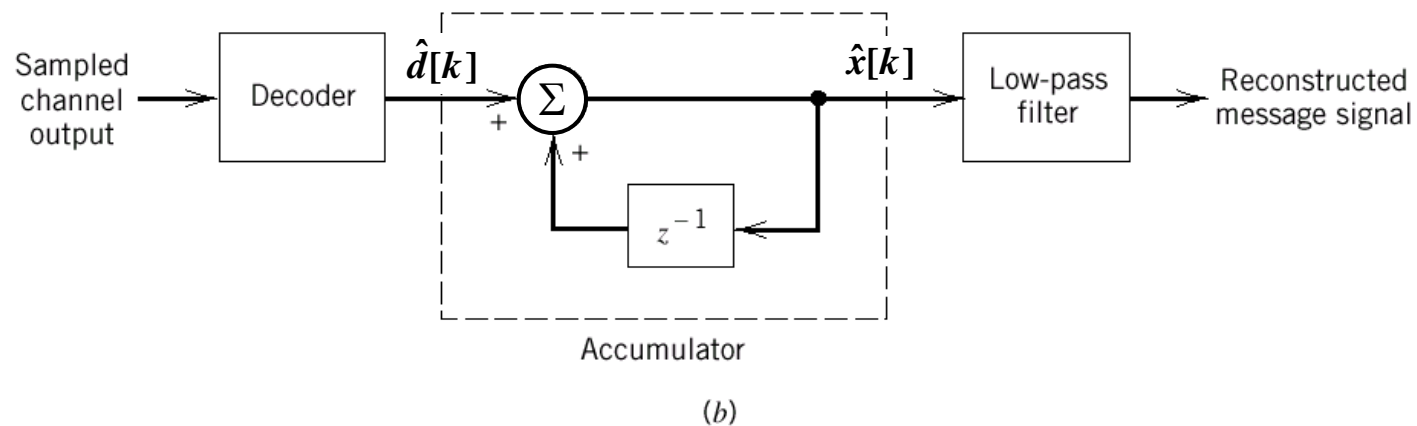 Sampled
channel
output
Decoder
d̂[k]
+
Σ
+
z⁻¹
x̂[k]
Low-pass
filter
Reconstructed
message signal
Accumulator
(b)